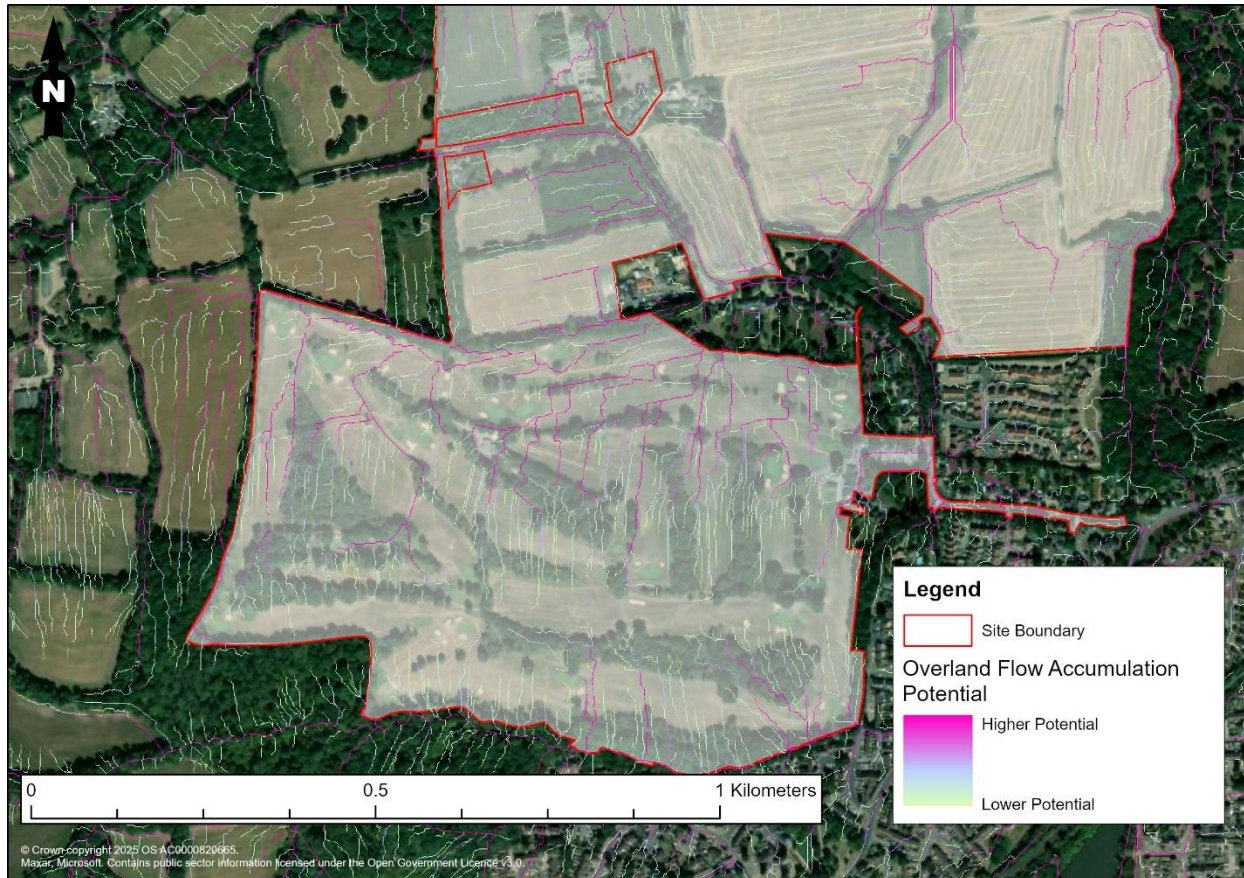 N
Legend
Site Boundary
Overland Flow Accumulation
Potential
Higher Potential
Lower Potential
0 0.5 1 Kilometers
© Crown copyright 2025 OS AC0000820665.
Maxar, Microsoft. Contains public sector information licensed under the Open Government Licence v3.0.